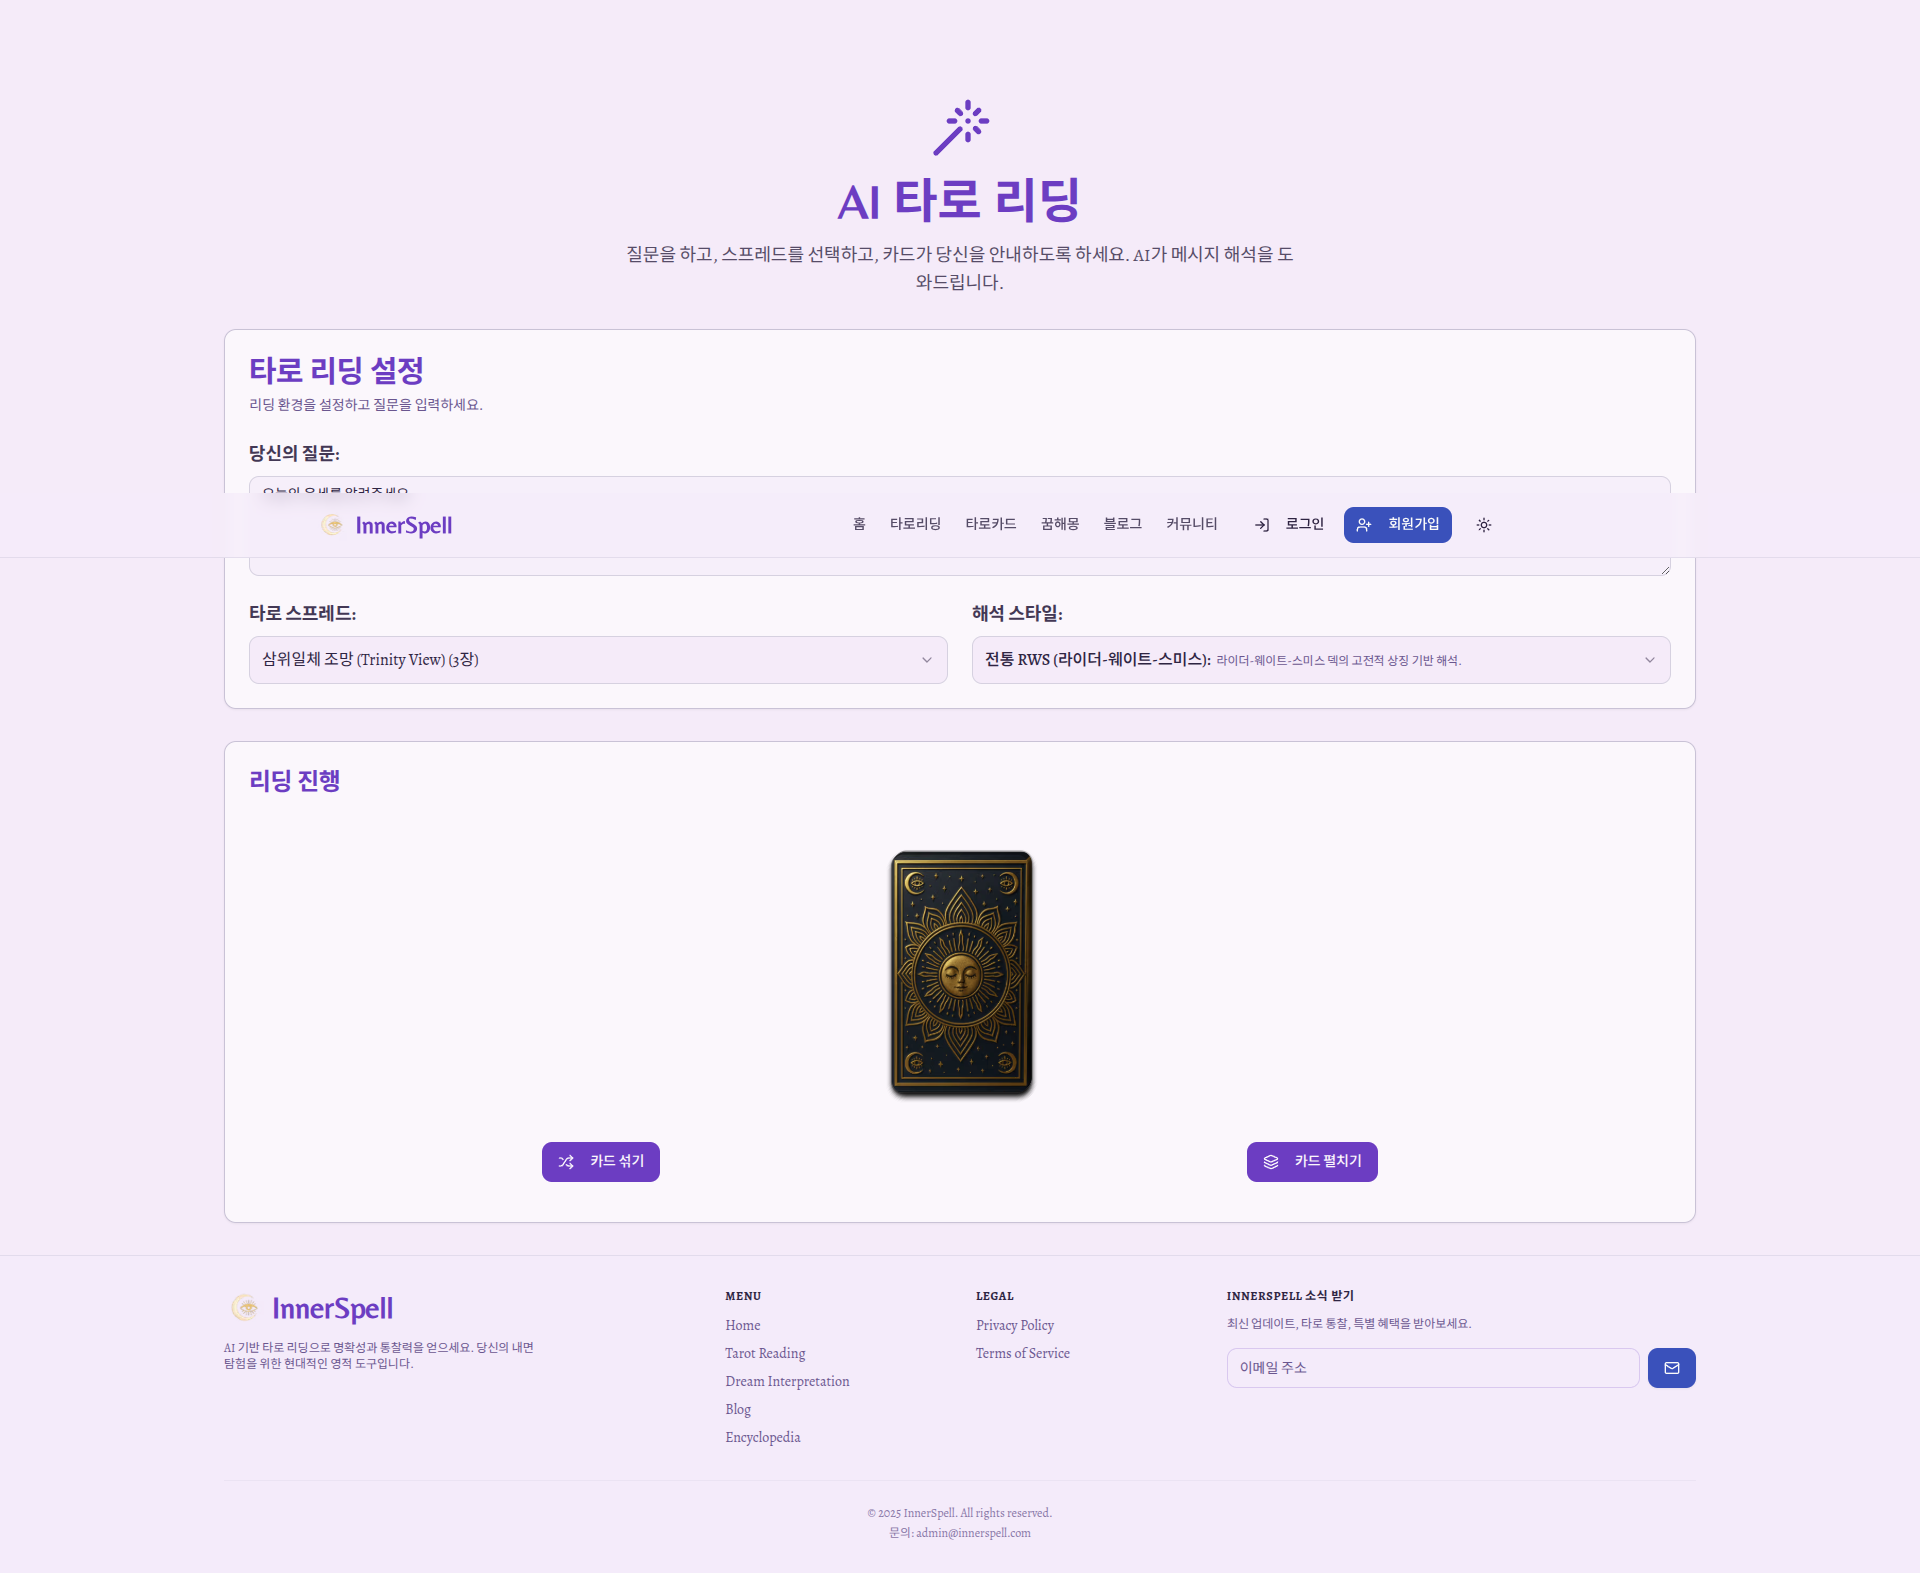 AI 타로 리딩
질문을 하고, 스프레드를 선택하고, 카드가 당신을 안내하도록 하세요. AI가 메시지 해석을 도
와드립니다.
타로 리딩 설정
리딩 환경을 설정하고 질문을 입력하세요.
당신의 질문:
오늘의 운세를 알려주세요
InnerSpell 홈 타로리딩 타로카드 꿈해몽 블로그 커뮤니티 로그인 회원가입
타로 스프레드:
삼위일체 조망 (Trinity View) (3장)
해석 스타일:
전통 RWS (라이더-웨이트-스미스): 라이더-웨이트-스미스 덱의 고전적 상징 기반 해석.
리딩 진행
카드 섞기
카드 펼치기
InnerSpell
AI 기반 타로 리딩으로 명확성과 통찰력을 얻으세요. 당신의 내면
탐험을 위한 현대적인 영적 도구입니다.
MENU
Home
Tarot Reading
Dream Interpretation
Blog
Encyclopedia
LEGAL
Privacy Policy
Terms of Service
INNERSPELL 소식 받기
최신 업데이트, 타로 통찰, 특별 혜택을 받아보세요.
이메일 주소
© 2025 InnerSpell. All rights reserved.
문의: admin@innerspell.com